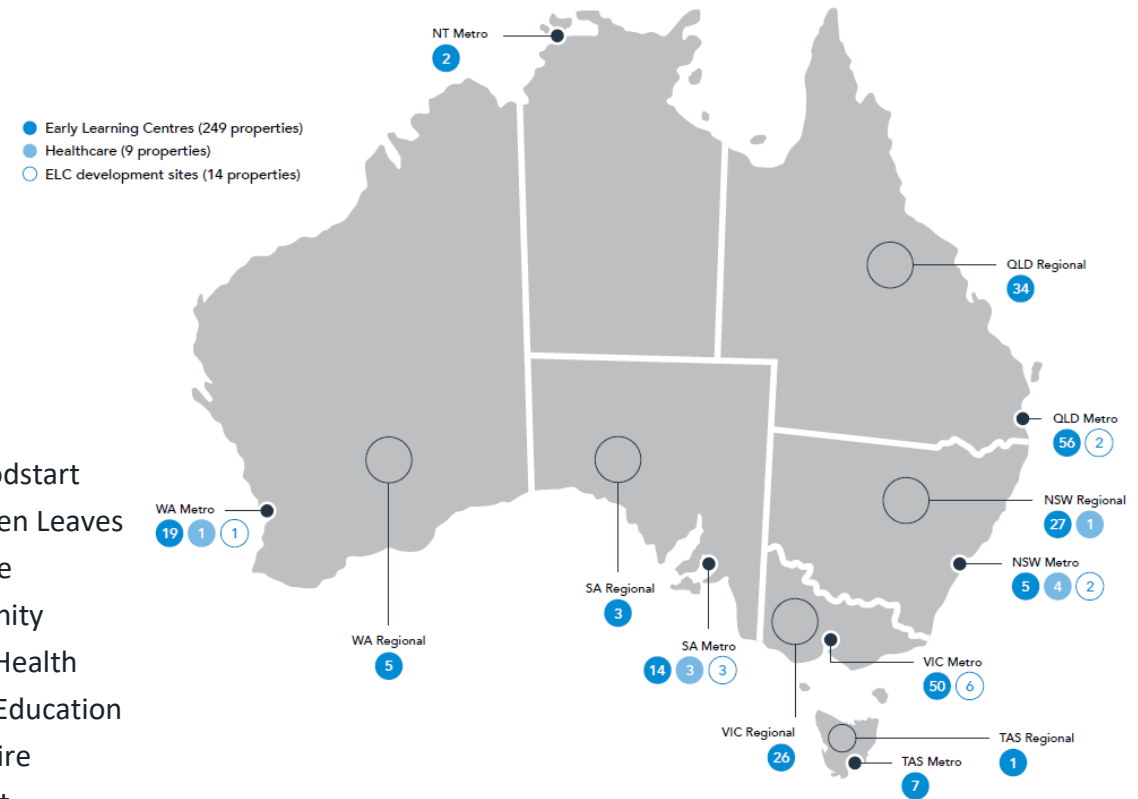 NT Metro
2
Early Learning Centres (249 properties)
Healthcare (9 properties)
ELC development sites (14 properties)
QLD Regional
34
QLD Metro
56 2
NSW Regional
27 1
NSW Metro
5 4 2
WA Metro
19 1 1
WA Regional
5
SA Regional
3
SA Metro
14 3 3
VIC Metro
50 6
VIC Regional
26
TAS Regional
1
TAS Metro
7
odstart
en Leaves
e
nity
Health
Education
ire